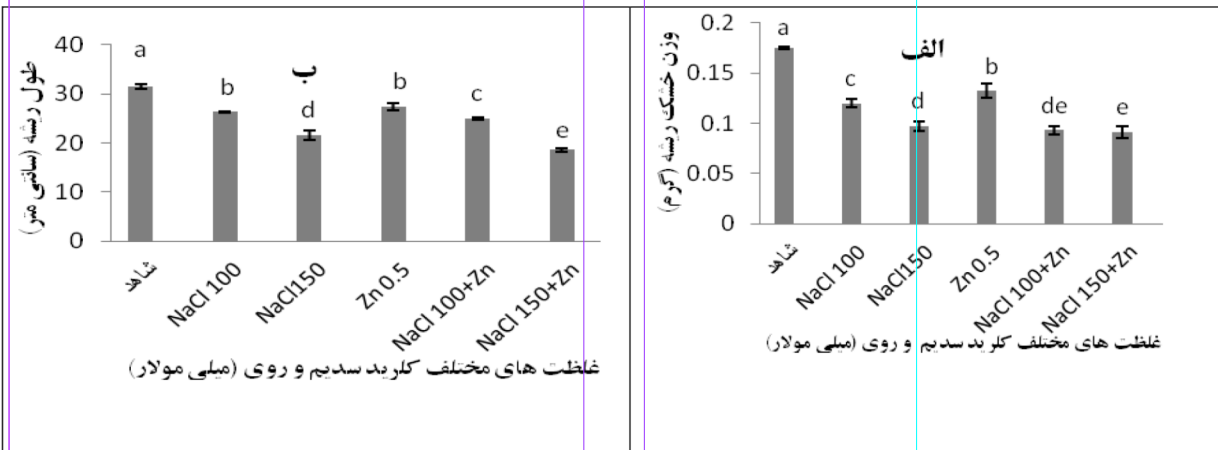 الف
وزن خشک ریشه (گرم)
0.2
0.15
0.1
0.05
0
a
c
d
b
de
e
شاهد
NaCl 100
NaCl150
Zn 0.5
NaCl 100+Zn
NaCl 150+Zn
غلظت های مختلف کلرید سدیم و روی (میلی مولار)
ب
طول ریشه (سانتی متر)
40
30
20
10
0
a
b
d
b
c
e
شاهد
NaCl 100
NaCl150
Zn 0.5
NaCl 100+Zn
NaCl 150+Zn
غلظت های مختلف کلرید سدیم و روی (میلی مولار)